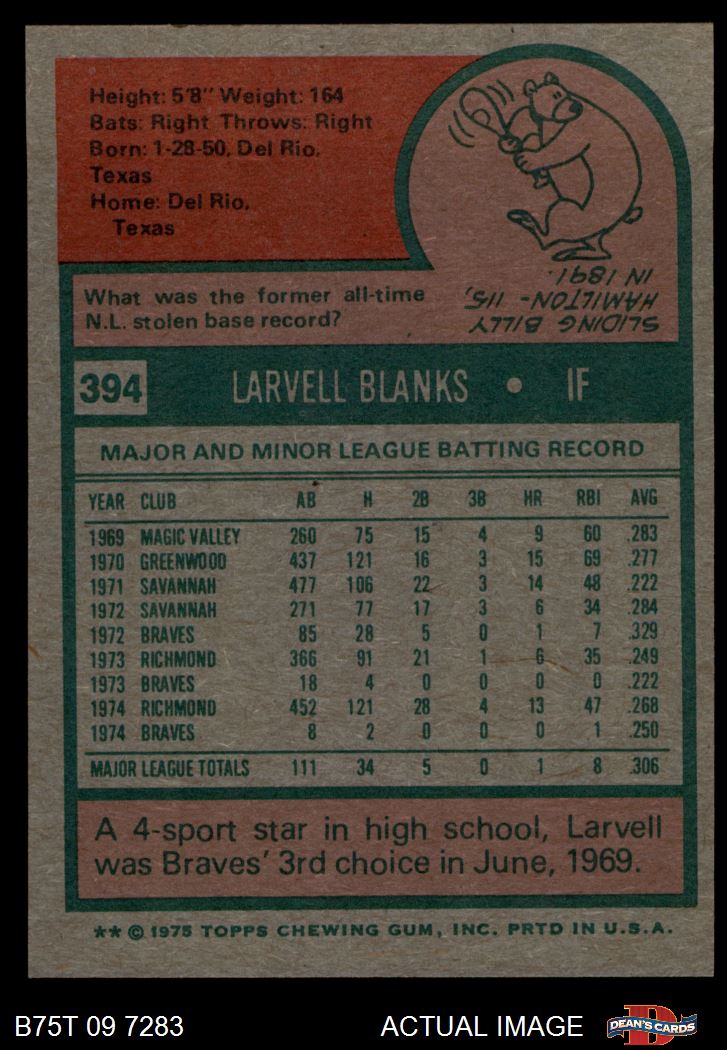 Height: 5'8" Weight: 164
Bats: Right Throws: Right
Born: 1-28-50, Del Rio,
Texas
Home: Del Rio,
Texas
What was the former all-time
N.L. stolen base record?
SLIDING BILLY
HAMILTON - 115,
IN 1891.
394 LARVELL BLANKS • IF
MAJOR AND MINOR LEAGUE BATTING RECORD
YEAR CLUB AB H 2B 3B HR RBI AVG
1969 MAGIC VALLEY 260 75 15 4 9 60 .283
1970 GREENWOOD 437 121 16 3 15 69 .277
1971 SAVANNAH 477 106 22 3 14 48 .222
1972 SAVANNAH 271 77 17 3 6 34 .284
1972 BRAVES 85 28 5 0 1 7 .329
1973 RICHMOND 366 91 21 1 6 35 .249
1973 BRAVES 18 4 0 0 0 0 .222
1974 RICHMOND 452 121 28 4 13 47 .268
1974 BRAVES 8 2 0 0 0 1 .250
MAJOR LEAGUE TOTALS 111 34 5 0 1 8 .306
A 4-sport star in high school, Larvell
was Braves' 3rd choice in June, 1969.
** © 1975 TOPPS CHEWING GUM, INC. PRTD IN U.S.A.
B75T 09 7283 ACTUAL IMAGE D DEAN'S CARDS